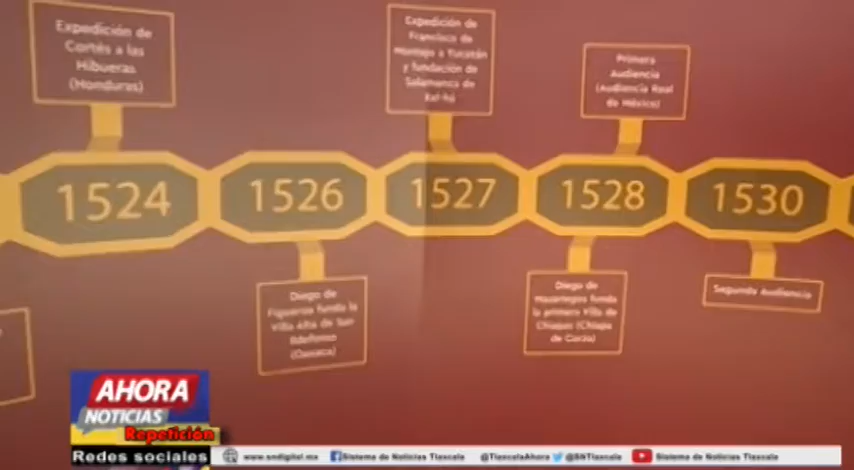 Expedición de
Cortés a las
Hibueras
(Honduras)
Expedición de
Francisco de
Montejo a Yucatán
y fundación de
Salamanca de
Xel-há
Primera
Audiencia
(Audiencia Real
de México)
1524
1526
1527
1528
1530
Diego de
Figueroa funda la
Villa Alta de San
Ildefonso
(Oaxaca)
Diego de
Mazariegos funda
la primera Villa de
Chiapas (Chiapa
de Corzo)
Segunda Audiencia
AHORA
NOTICIAS
Repetición
Redes sociales
www.sndigital.mx
Sistema de Noticias Tlaxcala
@TlaxcalaAhora
@SNTlaxcala
Sistema de Noticias Tlaxcala